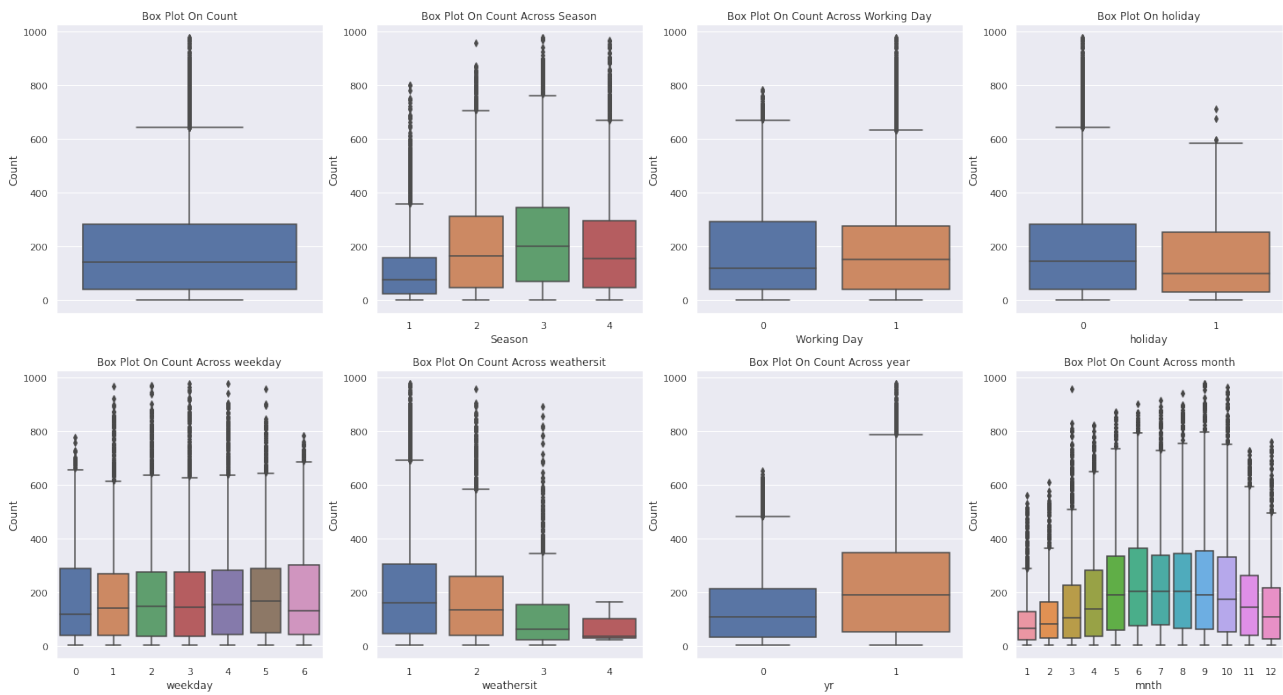 Box Plot On Count
1000
800
600
400
200
0
Count
Box Plot On Count Across Season
1000
800
600
400
200
0
Count
1 2 3 4
Season
Box Plot On Count Across Working Day
1000
800
600
400
200
0
Count
0 1
Working Day
Box Plot On holiday
1000
800
600
400
200
0
Count
0 1
holiday
Box Plot On Count Across weekday
1000
800
600
400
200
0
Count
0 1 2 3 4 5 6
weekday
Box Plot On Count Across weathersit
1000
800
600
400
200
0
Count
1 2 3 4
weathersit
Box Plot On Count Across year
1000
800
600
400
200
0
Count
0 1
yr
Box Plot On Count Across month
1000
800
600
400
200
0
Count
1 2 3 4 5 6 7 8 9 10 11 12
mnth